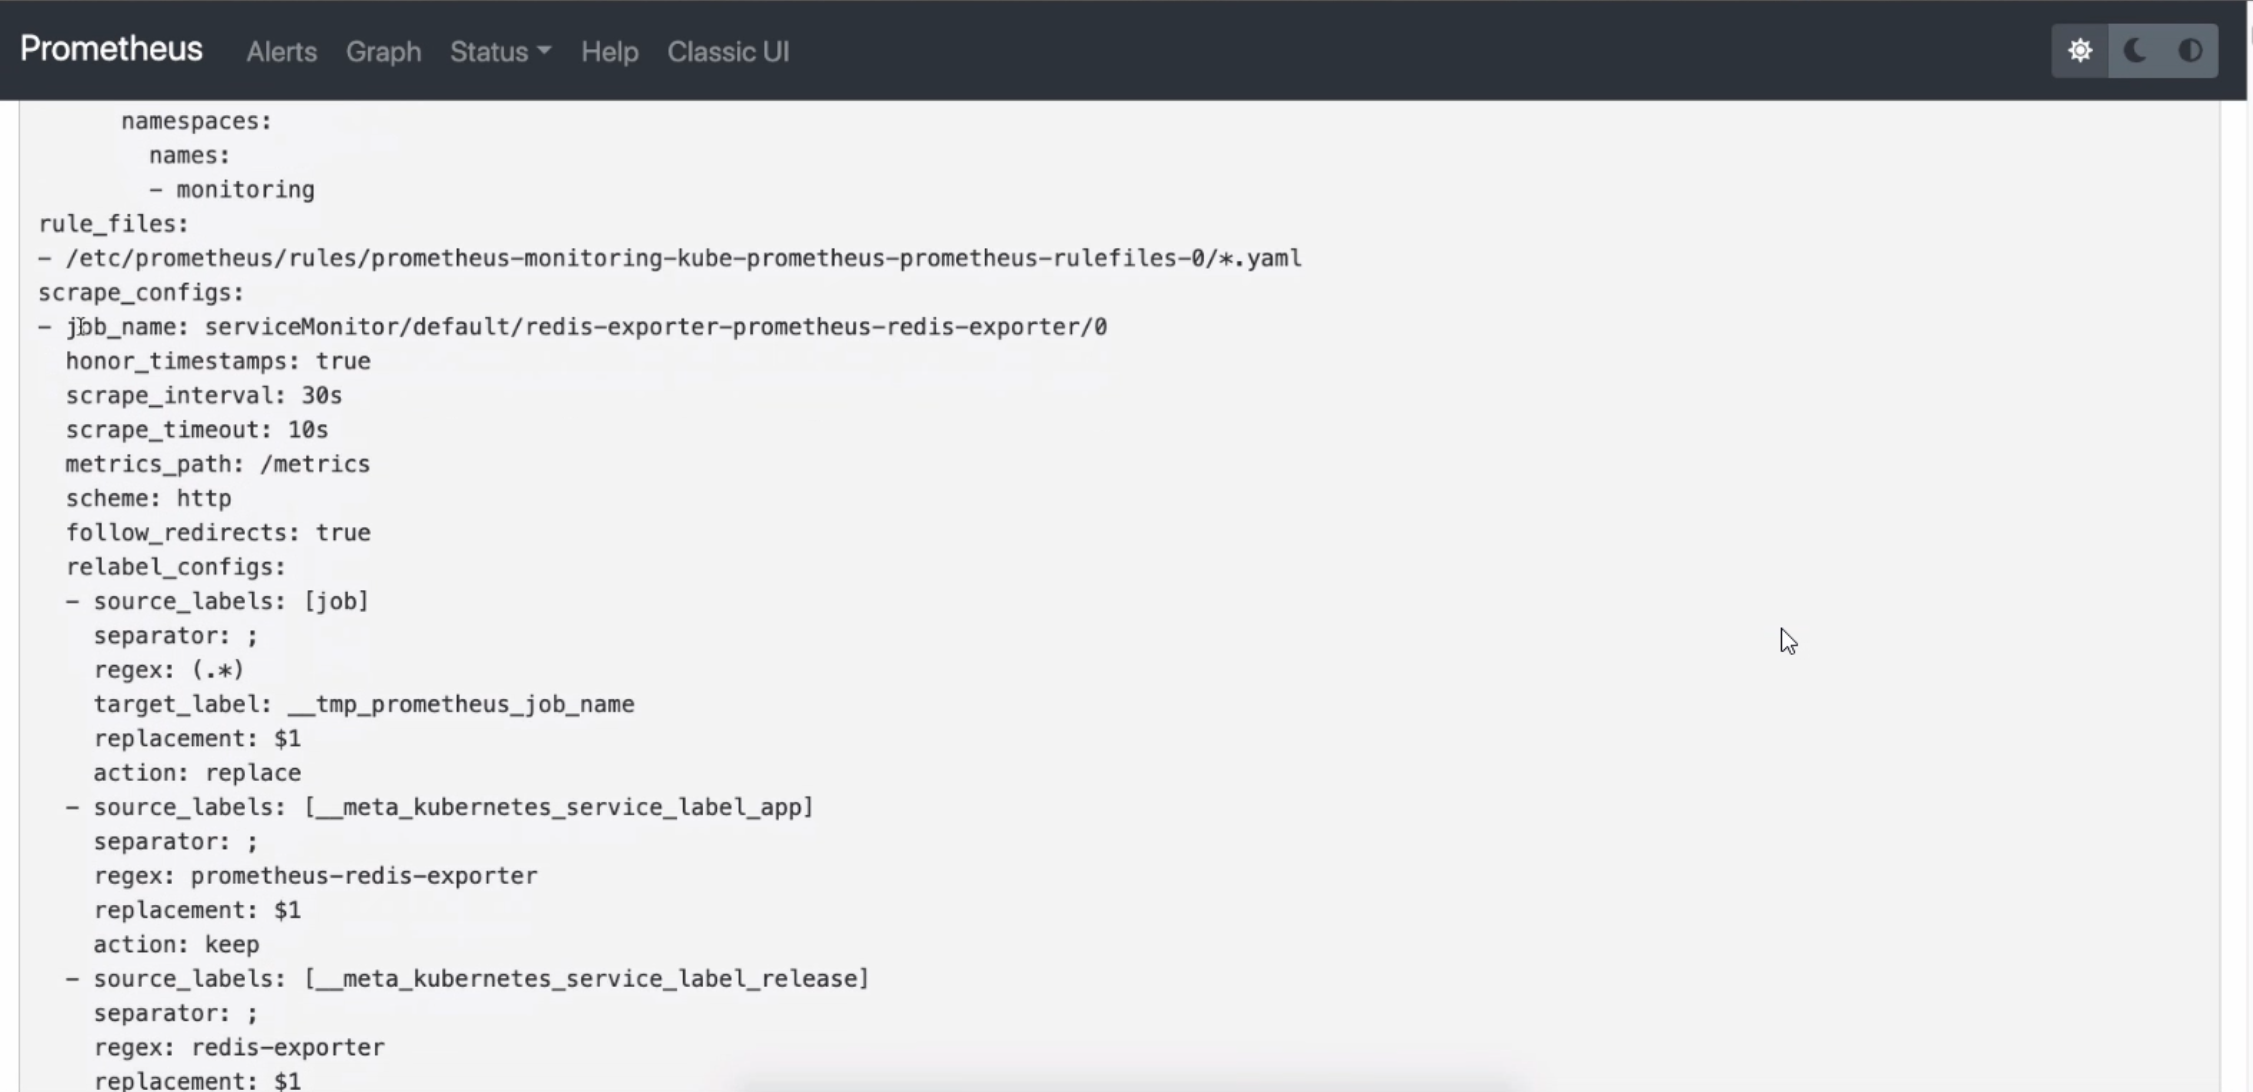 Prometheus Alerts Graph Status Help Classic UI
namespaces:
names:
- monitoring
rule_files:
- /etc/prometheus/rules/prometheus-monitoring-kube-prometheus-prometheus-rulefiles-0/*.yaml
scrape_configs:
- job_name: serviceMonitor/default/redis-exporter-prometheus-redis-exporter/0
honor_timestamps: true
scrape_interval: 30s
scrape_timeout: 10s
metrics_path: /metrics
scheme: http
follow_redirects: true
relabel_configs:
- source_labels: [job]
separator: ;
regex: (.*)
target_label: __tmp_prometheus_job_name
replacement: $1
action: replace
- source_labels: [__meta_kubernetes_service_label_app]
separator: ;
regex: prometheus-redis-exporter
replacement: $1
action: keep
- source_labels: [__meta_kubernetes_service_label_release]
separator: ;
regex: redis-exporter
replacement: $1